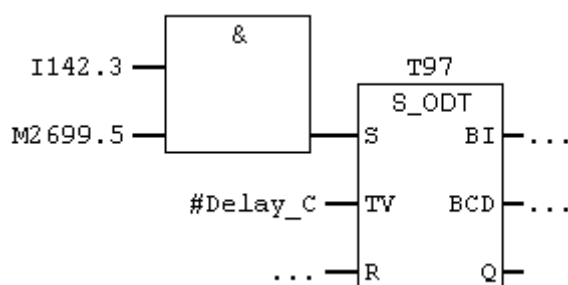 &
I142.3
T97
S_ODT
M2699.5
S BI ...
#Delay_C TV BCD ...
... R Q